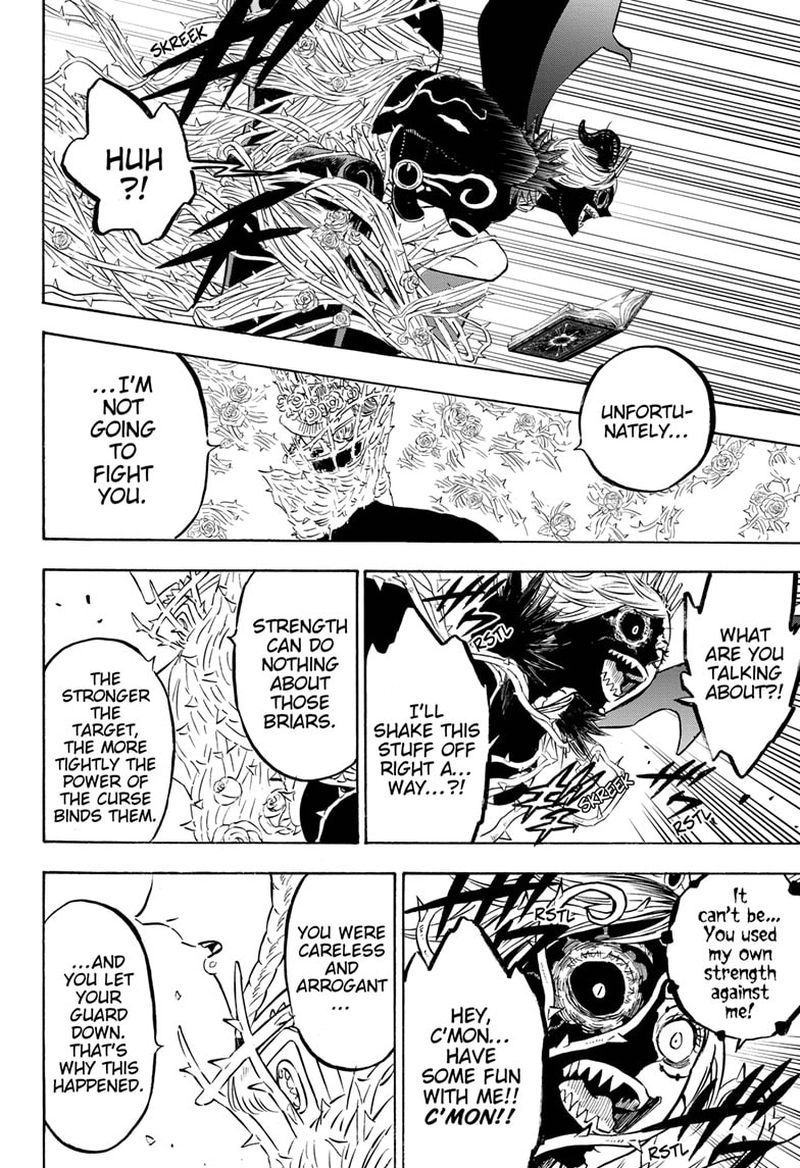 SKREEK
HUH
?!
UNFORTU-
NATELY...
...I'M
NOT
GOING
TO
FIGHT
YOU.
WHAT
ARE YOU
TALKING
ABOUT?!
RSTL
I'LL
SHAKE THIS
STUFF OFF
RIGHT A...
WAY...?!
SKREEK
RSTL
STRENGTH
CAN DO
NOTHING
ABOUT
THOSE
BRIARS.
THE
STRONGER
THE
TARGET,
THE MORE
TIGHTLY THE
POWER OF
THE CURSE
BINDS THEM.
It
can't be...
You used
my own
strength
against
me!
RSTL
HEY,
C'MON...
HAVE
SOME FUN
WITH ME!!
C'MON!!
RSTL
YOU WERE
CARELESS
AND
ARROGANT
...
...AND
YOU LET
YOUR
GUARD
DOWN.
THAT'S
WHY THIS
HAPPENED.